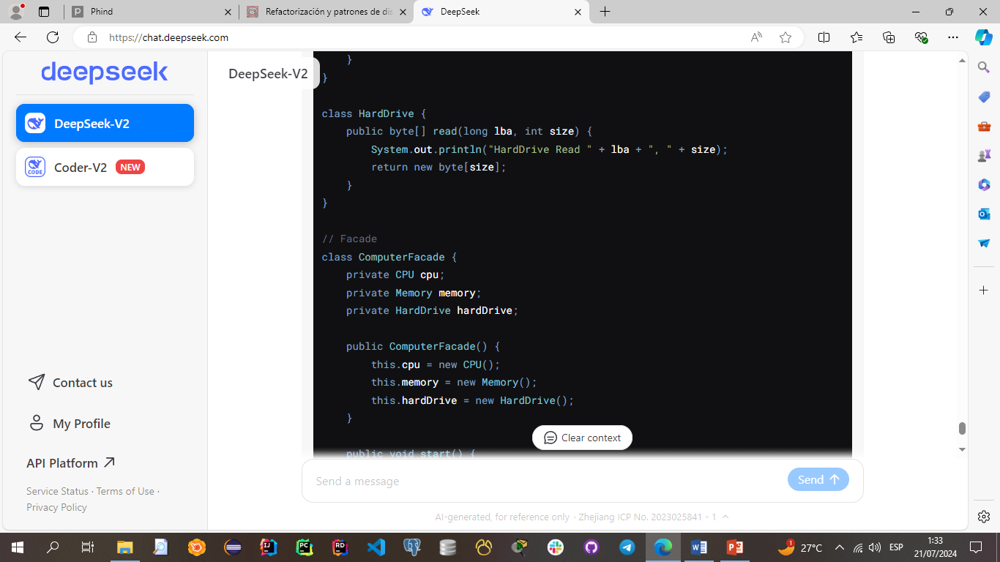 Phind
Refactorización y patrones de dis
DeepSeek
https://chat.deepseek.com
deepseek
DeepSeek-V2
Coder-V2 NEW
CODE
Contact us
My Profile
API Platform
Service Status · Terms of Use ·
Privacy Policy
DeepSeek-V2
    }
}
class HardDrive {
    public byte[] read(long lba, int size) {
        System.out.println("HardDrive Read " + lba + ", " + size);
        return new byte[size];
    }
}
// Facade
class ComputerFacade {
    private CPU cpu;
    private Memory memory;
    private HardDrive hardDrive;
    public ComputerFacade() {
        this.cpu = new CPU();
        this.memory = new Memory();
        this.hardDrive = new HardDrive();
    }
    public void start() {
Clear context
Send a message
Send
AI-generated, for reference only · Zhejiang ICP No. 2023025841 - 1
IJ
PC
RD
1
27°C
ESP
1:33
21/07/2024